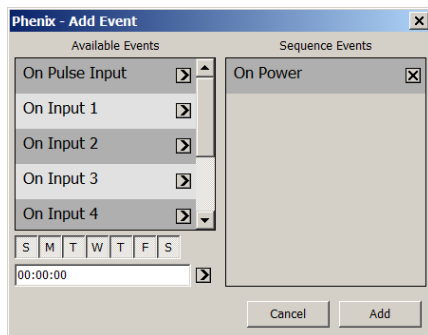 Phenix - Add Event
Available Events
Sequence Events
On Pulse Input
On Power
On Input 1
On Input 2
On Input 3
On Input 4
S M T W T F S
00:00:00
Cancel
Add